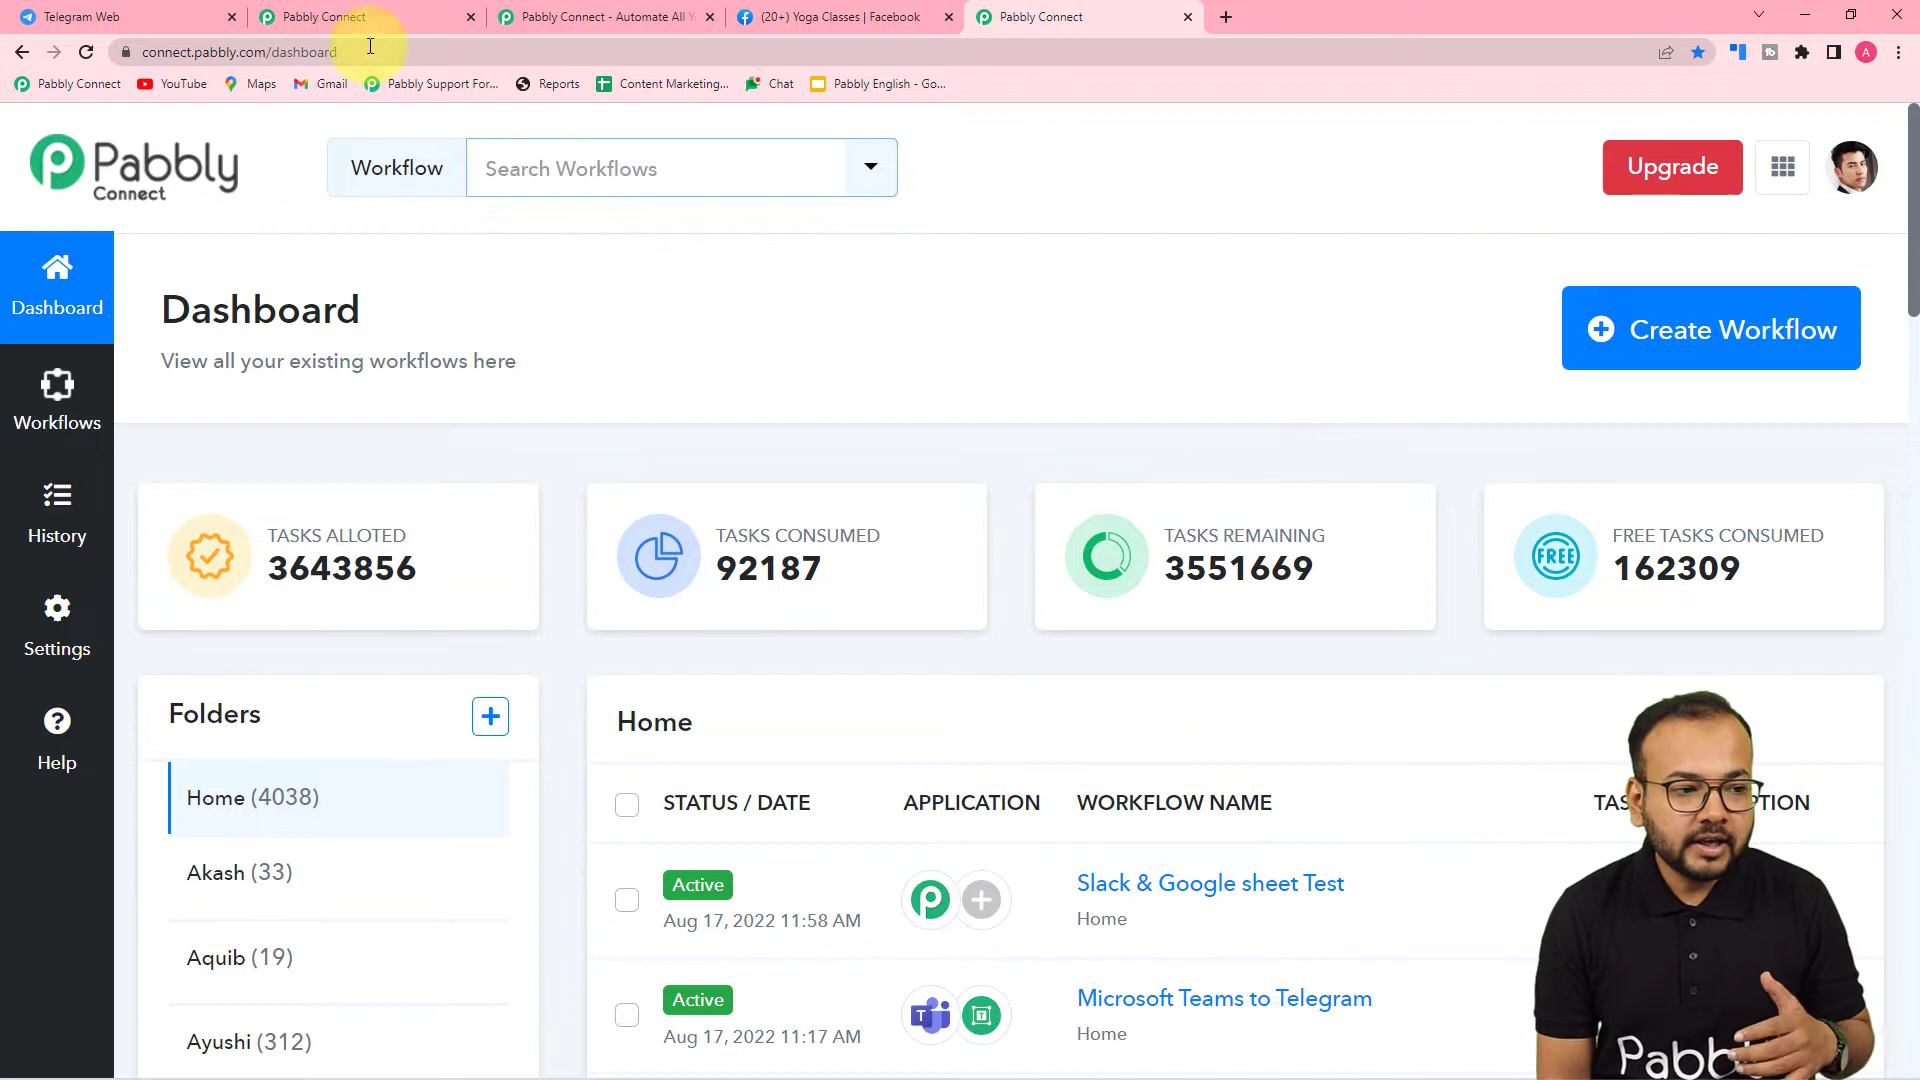 Telegram Web
Pabbly Connect
Pabbly Connect - Automate All Y
(20+) Yoga Classes | Facebook
Pabbly Connect
connect.pabbly.com/dashboard
A
Pabbly Connect
YouTube
Maps
Gmail
Pabbly Support For...
Reports
Content Marketing...
Chat
Pabbly English - Go...
Pabbly
Connect
Workflow
Search Workflows
Upgrade
Dashboard
Workflows
History
Settings
Help
Dashboard
View all your existing workflows here
Create Workflow
TASKS ALLOTED
3643856
TASKS CONSUMED
92187
TASKS REMAINING
3551669
FREE
FREE TASKS CONSUMED
162309
Folders
Home (4038)
Akash (33)
Aquib (19)
Ayushi (312)
Home
STATUS / DATE
APPLICATION
WORKFLOW NAME
Active
Aug 17, 2022 11:58 AM
Slack & Google sheet Test
Home
Active
Aug 17, 2022 11:17 AM
Microsoft Teams to Telegram
Home